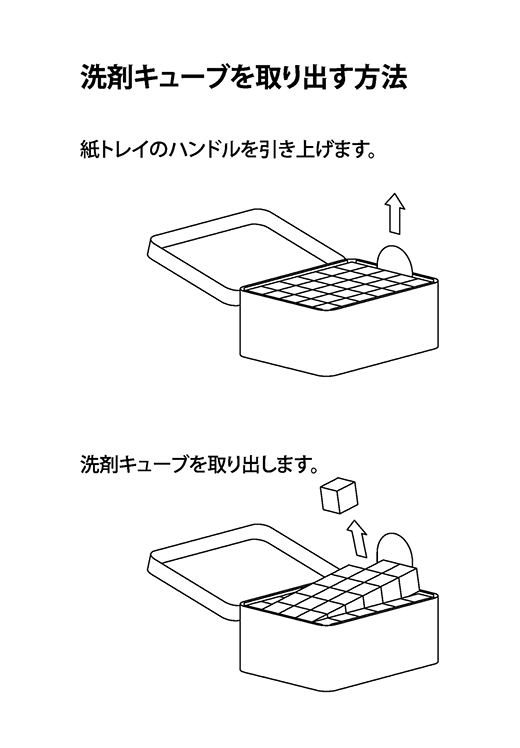 洗剤キューブを取り出す方法
紙トレイのハンドルを引き上げます。
洗剤キューブを取り出します。